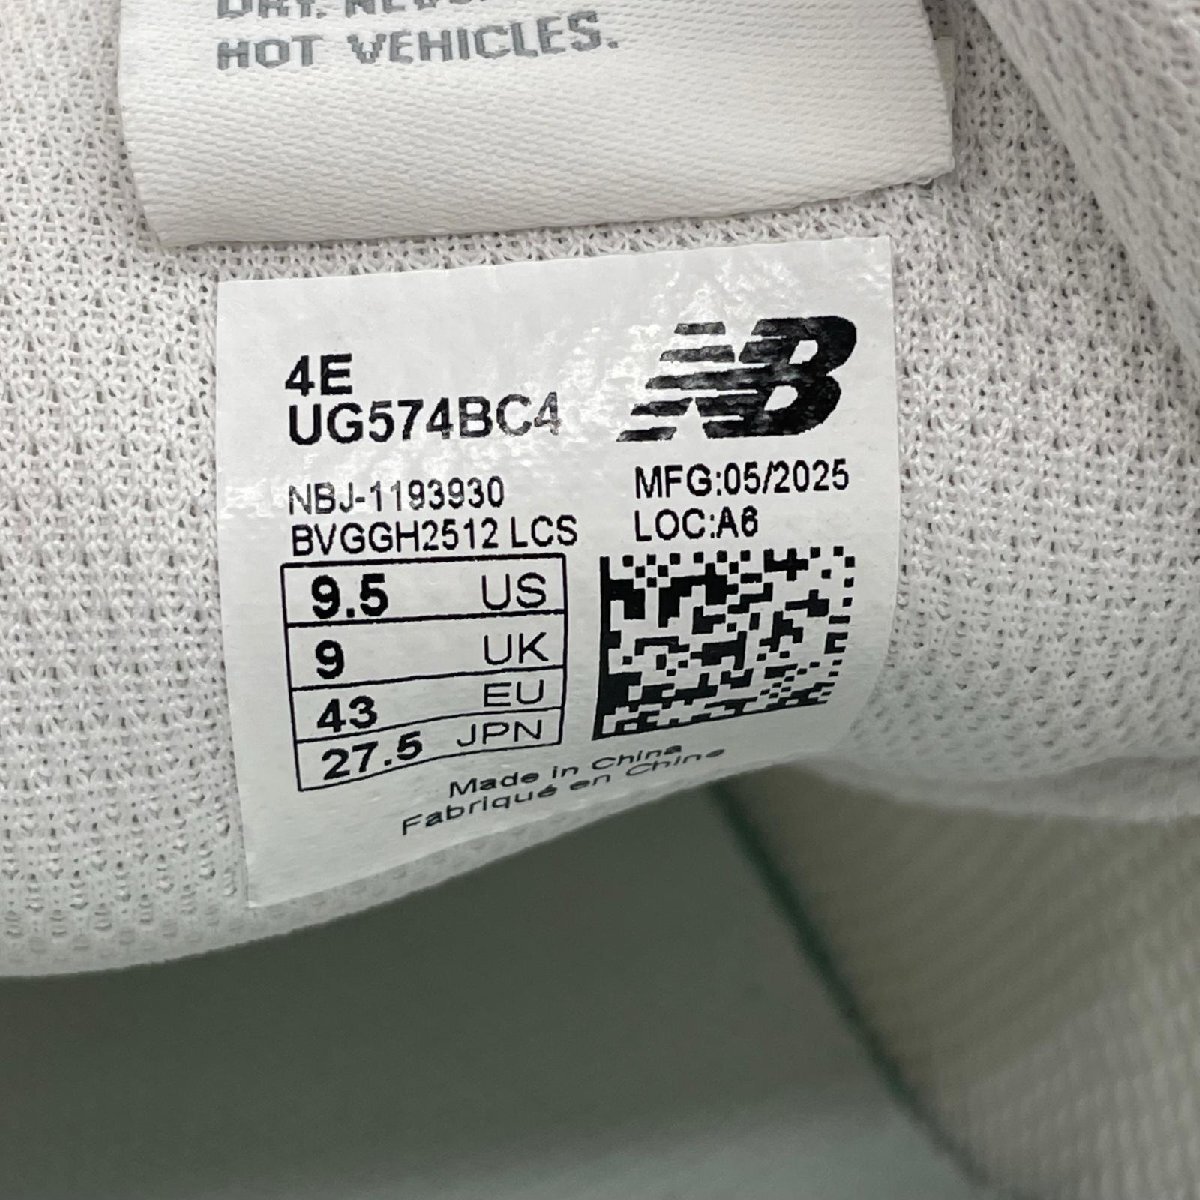 HOT VEHICLES.
4E
UG574BC4
NB
NBJ-1193930
BVGGH2512 LCS
MFG:05/2025
LOC:A6
9.5 US
9 UK
43 EU
27.5 JPN
Made in China
Fabriqué en Chine